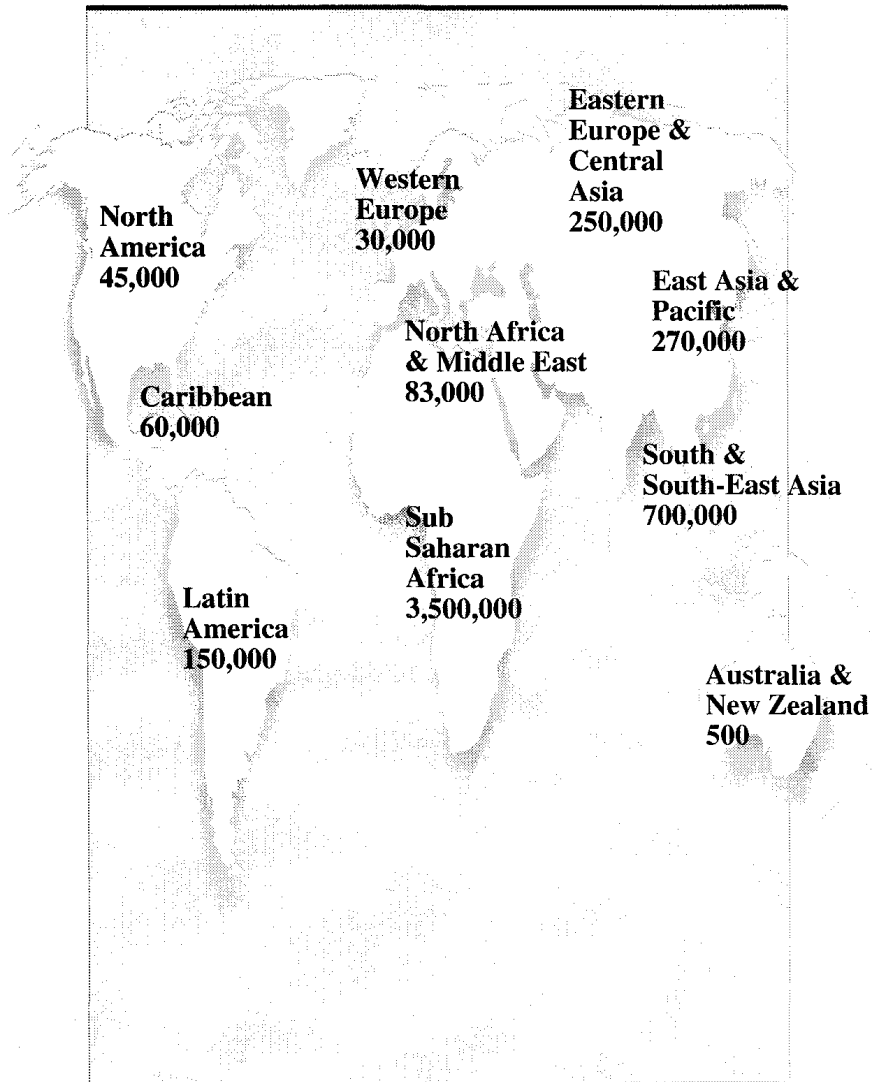 Eastern
Europe &
Central
Asia
250,000
Western
Europe
30,000
North
America
45,000
East Asia &
Pacific
270,000
North Africa
& Middle East
83,000
Caribbean
60,000
South &
South-East Asia
700,000
Sub
Saharan
Africa
3,500,000
Latin
America
150,000
Australia &
New Zealand
500